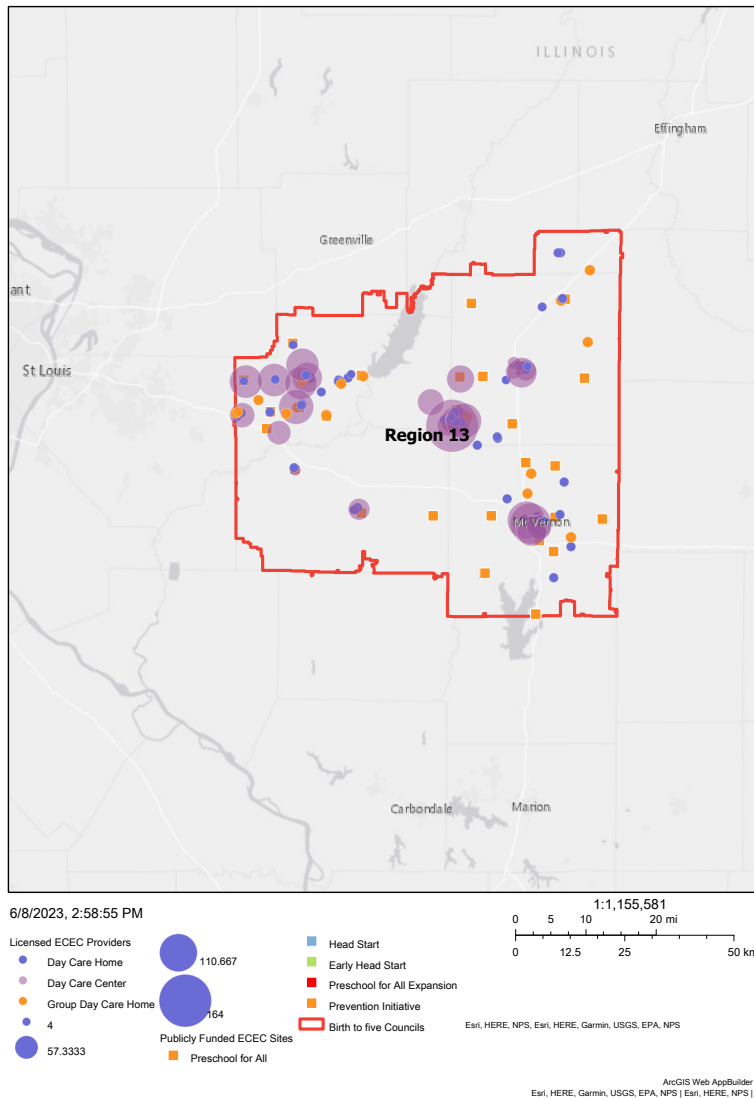 ILLINOIS
Effingham
Greenville
ant
St Louis
Region 13
Mt Vernon
Carbondale
Marion
6/8/2023, 2:58:55 PM
1:1,155,581
0 5 10 20 mi
0 12.5 25 50 km
Licensed ECEC Providers
Day Care Home
Day Care Center
Group Day Care Home
4
57.3333
110.667
164
Publicly Funded ECEC Sites
Preschool for All
Head Start
Early Head Start
Preschool for All Expansion
Prevention Initiative
Birth to five Councils
Esri, HERE, NPS, Esri, HERE, Garmin, USGS, EPA, NPS
ArcGIS Web AppBuilder
Esri, HERE, Garmin, USGS, EPA, NPS | Esri, HERE, NPS |